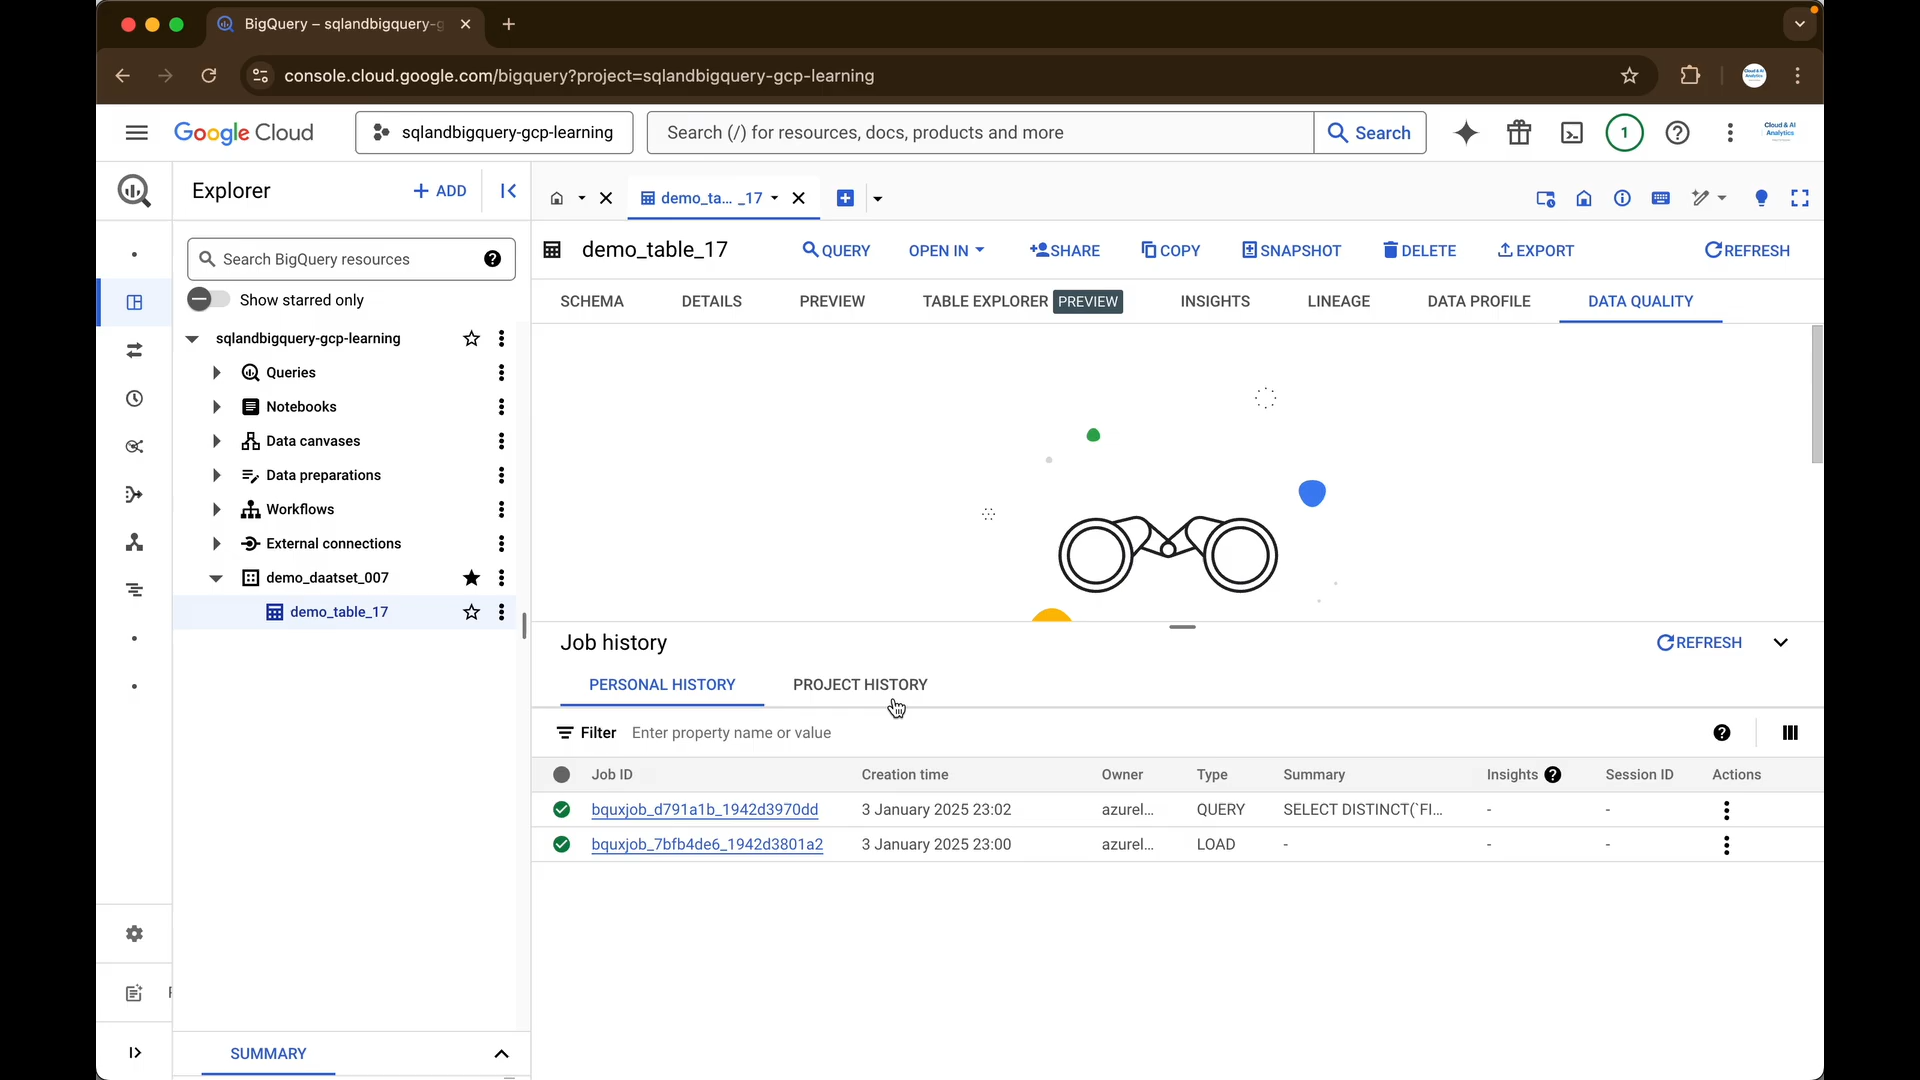 BigQuery – sqlandbigquery-g
console.cloud.google.com/bigquery?project=sqlandbigquery-gcp-learning
Google Cloud
sqlandbigquery-gcp-learning
Search (/) for resources, docs, products and more
Search
1
Cloud & AI
Analytics
Explorer
+ ADD
demo_ta... _17
Search BigQuery resources
Show starred only
sqlandbigquery-gcp-learning
Queries
Notebooks
Data canvases
Data preparations
Workflows
External connections
demo_daatset_007
demo_table_17
SUMMARY
demo_table_17
QUERY
OPEN IN
SHARE
COPY
SNAPSHOT
DELETE
EXPORT
REFRESH
SCHEMA
DETAILS
PREVIEW
TABLE EXPLORER PREVIEW
INSIGHTS
LINEAGE
DATA PROFILE
DATA QUALITY
Job history
REFRESH
PERSONAL HISTORY
PROJECT HISTORY
Filter Enter property name or value
Job ID Creation time Owner Type Summary Insights Session ID Actions
bquxjob_d791a1b_1942d3970dd 3 January 2025 23:02 azurel... QUERY SELECT DISTINCT(`FI... - -
bquxjob_7bfb4de6_1942d3801a2 3 January 2025 23:00 azurel... LOAD - - -